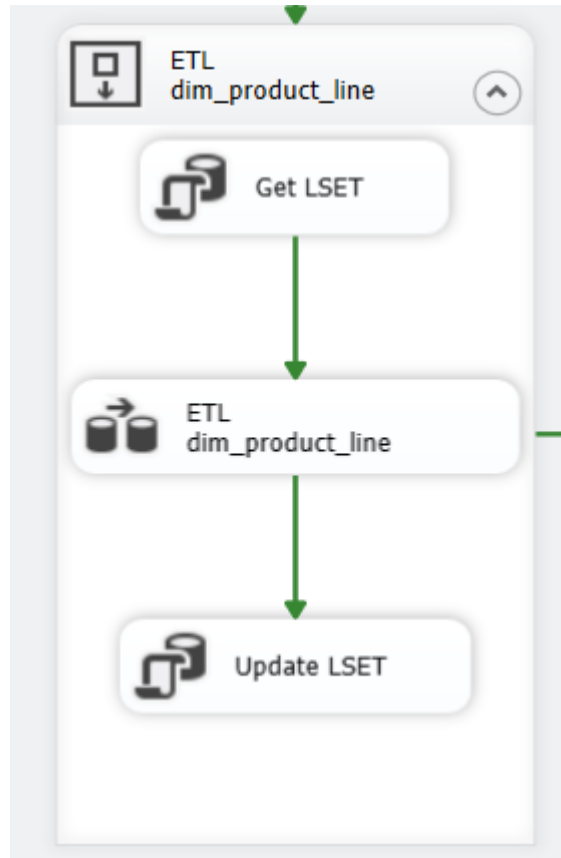 ETL
dim_product_line
Get LSET
ETL
dim_product_line
Update LSET